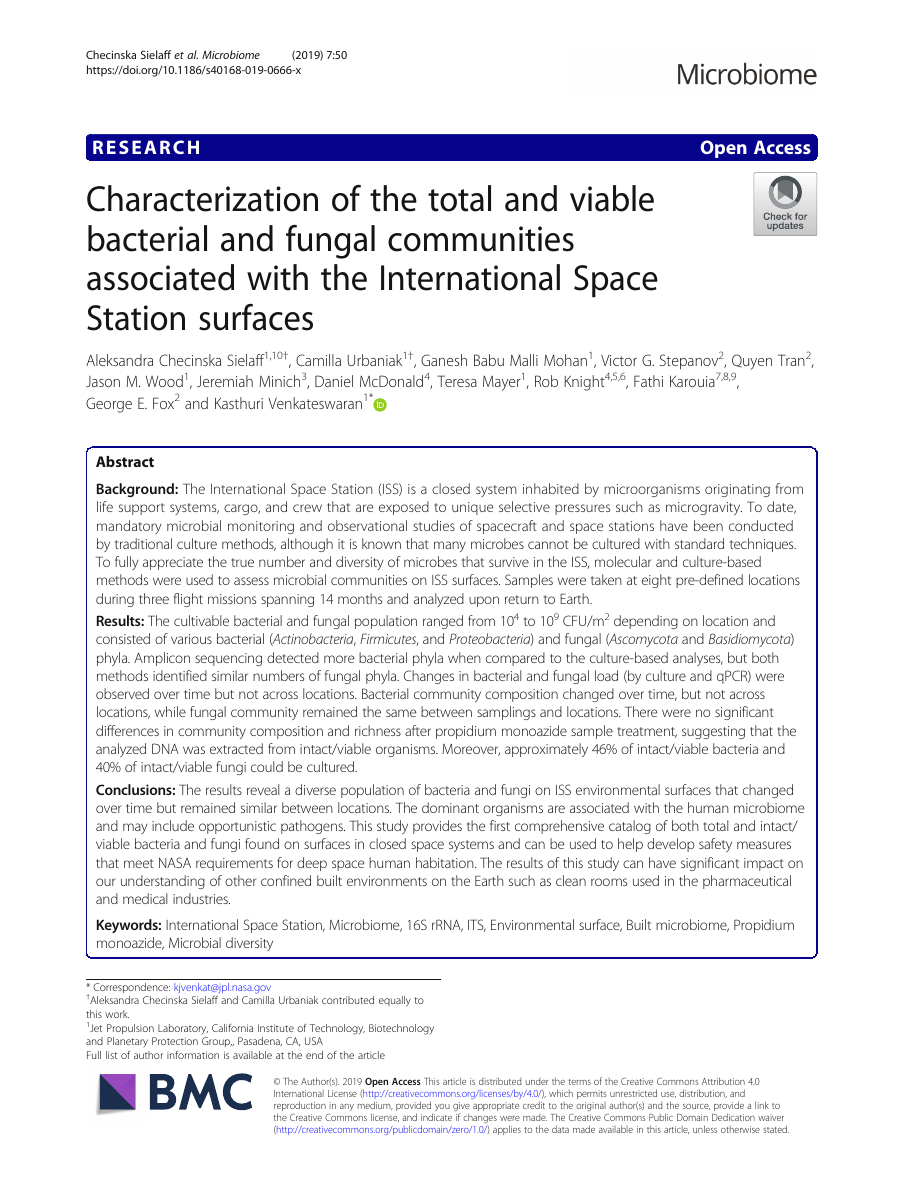 Checinska Sielaff et al. Microbiome (2019) 7:50
https://doi.org/10.1186/s40168-019-0666-x
Microbiome
RESEARCH Open Access
Check for
updates
Characterization of the total and viable
bacterial and fungal communities
associated with the International Space
Station surfaces
Aleksandra Checinska Sielaff1,10†, Camilla Urbaniak1†, Ganesh Babu Malli Mohan1, Victor G. Stepanov2, Quyen Tran2,
Jason M. Wood1, Jeremiah Minich3, Daniel McDonald4, Teresa Mayer1, Rob Knight4,5,6, Fathi Karouia7,8,9,
George E. Fox2 and Kasthuri Venkateswaran1* iD
Abstract
Background: The International Space Station (ISS) is a closed system inhabited by microorganisms originating from
life support systems, cargo, and crew that are exposed to unique selective pressures such as microgravity. To date,
mandatory microbial monitoring and observational studies of spacecraft and space stations have been conducted
by traditional culture methods, although it is known that many microbes cannot be cultured with standard techniques.
To fully appreciate the true number and diversity of microbes that survive in the ISS, molecular and culture-based
methods were used to assess microbial communities on ISS surfaces. Samples were taken at eight pre-defined locations
during three flight missions spanning 14 months and analyzed upon return to Earth.
Results: The cultivable bacterial and fungal population ranged from 10^4 to 10^9 CFU/m^2 depending on location and
consisted of various bacterial (Actinobacteria, Firmicutes, and Proteobacteria) and fungal (Ascomycota and Basidiomycota)
phyla. Amplicon sequencing detected more bacterial phyla when compared to the culture-based analyses, but both
methods identified similar numbers of fungal phyla. Changes in bacterial and fungal load (by culture and qPCR) were
observed over time but not across locations. Bacterial community composition changed over time, but not across
locations, while fungal community remained the same between samplings and locations. There were no significant
differences in community composition and richness after propidium monoazide sample treatment, suggesting that the
analyzed DNA was extracted from intact/viable organisms. Moreover, approximately 46% of intact/viable bacteria and
40% of intact/viable fungi could be cultured.
Conclusions: The results reveal a diverse population of bacteria and fungi on ISS environmental surfaces that changed
over time but remained similar between locations. The dominant organisms are associated with the human microbiome
and may include opportunistic pathogens. This study provides the first comprehensive catalog of both total and intact/
viable bacteria and fungi found on surfaces in closed space systems and can be used to help develop safety measures
that meet NASA requirements for deep space human habitation. The results of this study can have significant impact on
our understanding of other confined built environments on the Earth such as clean rooms used in the pharmaceutical
and medical industries.
Keywords: International Space Station, Microbiome, 16S rRNA, ITS, Environmental surface, Built microbiome, Propidium
monoazide, Microbial diversity
* Correspondence: kjvenkat@jpl.nasa.gov
†Aleksandra Checinska Sielaff and Camilla Urbaniak contributed equally to
this work.
1Jet Propulsion Laboratory, California Institute of Technology, Biotechnology
and Planetary Protection Group,, Pasadena, CA, USA
Full list of author information is available at the end of the article
BMC
© The Author(s). 2019 Open Access This article is distributed under the terms of the Creative Commons Attribution 4.0
International License (http://creativecommons.org/licenses/by/4.0/), which permits unrestricted use, distribution, and
reproduction in any medium, provided you give appropriate credit to the original author(s) and the source, provide a link to
the Creative Commons license, and indicate if changes were made. The Creative Commons Public Domain Dedication waiver
(http://creativecommons.org/publicdomain/zero/1.0/) applies to the data made available in this article, unless otherwise stated.